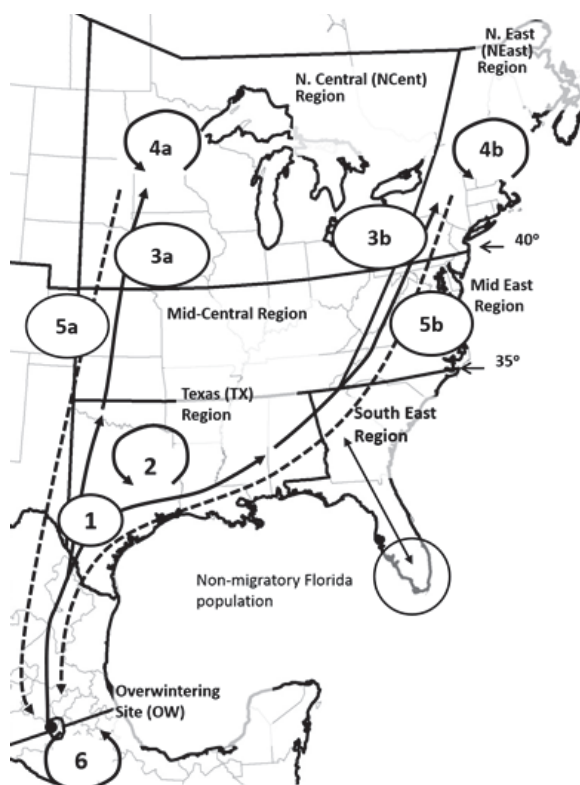 N. East
(NEast)
Region
N. Central (NCent)
Region
4a
4b
3a
3b
40°
Mid-Central Region
Mid East
Region
5a
5b
35°
Texas (TX)
Region
South East
Region
2
1
Non-migratory Florida
population
Overwintering
Site (OW)
6